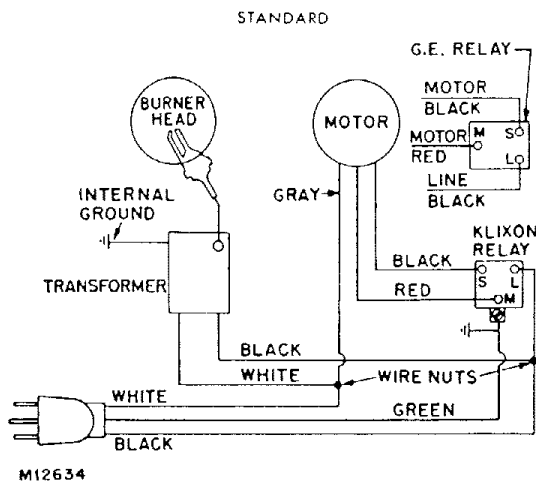 STANDARD
G.E. RELAY
MOTOR
BLACK
BURNER
HEAD
MOTOR
MOTOR
RED
M S
L
LINE
BLACK
INTERNAL
GROUND
GRAY
KLIXON
RELAY
BLACK
S L
TRANSFORMER
RED
M
BLACK
WHITE
WIRE NUTS
WHITE
GREEN
BLACK
M12634